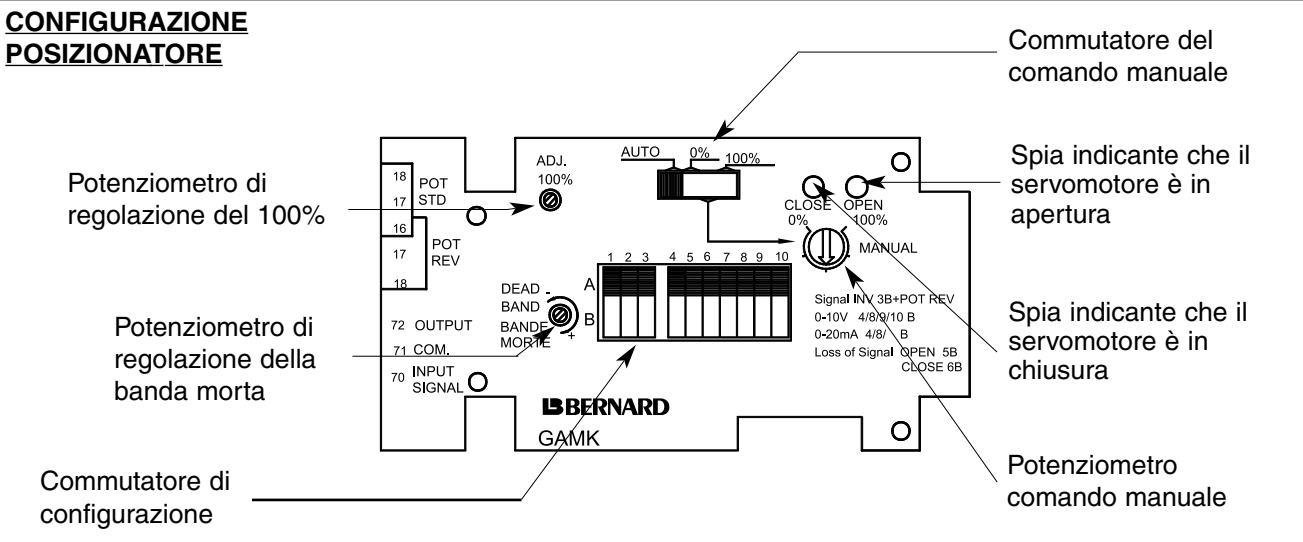 CONFIGURAZIONE
POSIZIONATORE
Commutatore del
comando manuale
Spia indicante che il
servomotore è in
apertura
Spia indicante che il
servomotore è in
chiusura
Potenziometro
comando manuale
Potenziometro di
regolazione del 100%
Potenziometro di
regolazione della
banda morta
Commutatore di
configurazione
18
17
16
POT
STD
17
18
POT
REV
72 OUTPUT
71 COM.
70 INPUT
SIGNAL
ADJ.
100%
AUTO 0% 100%
CLOSE OPEN
0% 100%
MANUAL
1 2 3 4 5 6 7 8 9 10
A
B
DEAD -
BAND
BANDE
MORTE +
Signal INV 3B+POT REV
0-10V 4/8/9/10 B
0-20mA 4/8/ B
Loss of Signal OPEN 5B
CLOSE 6B
BERNARD
GAMK